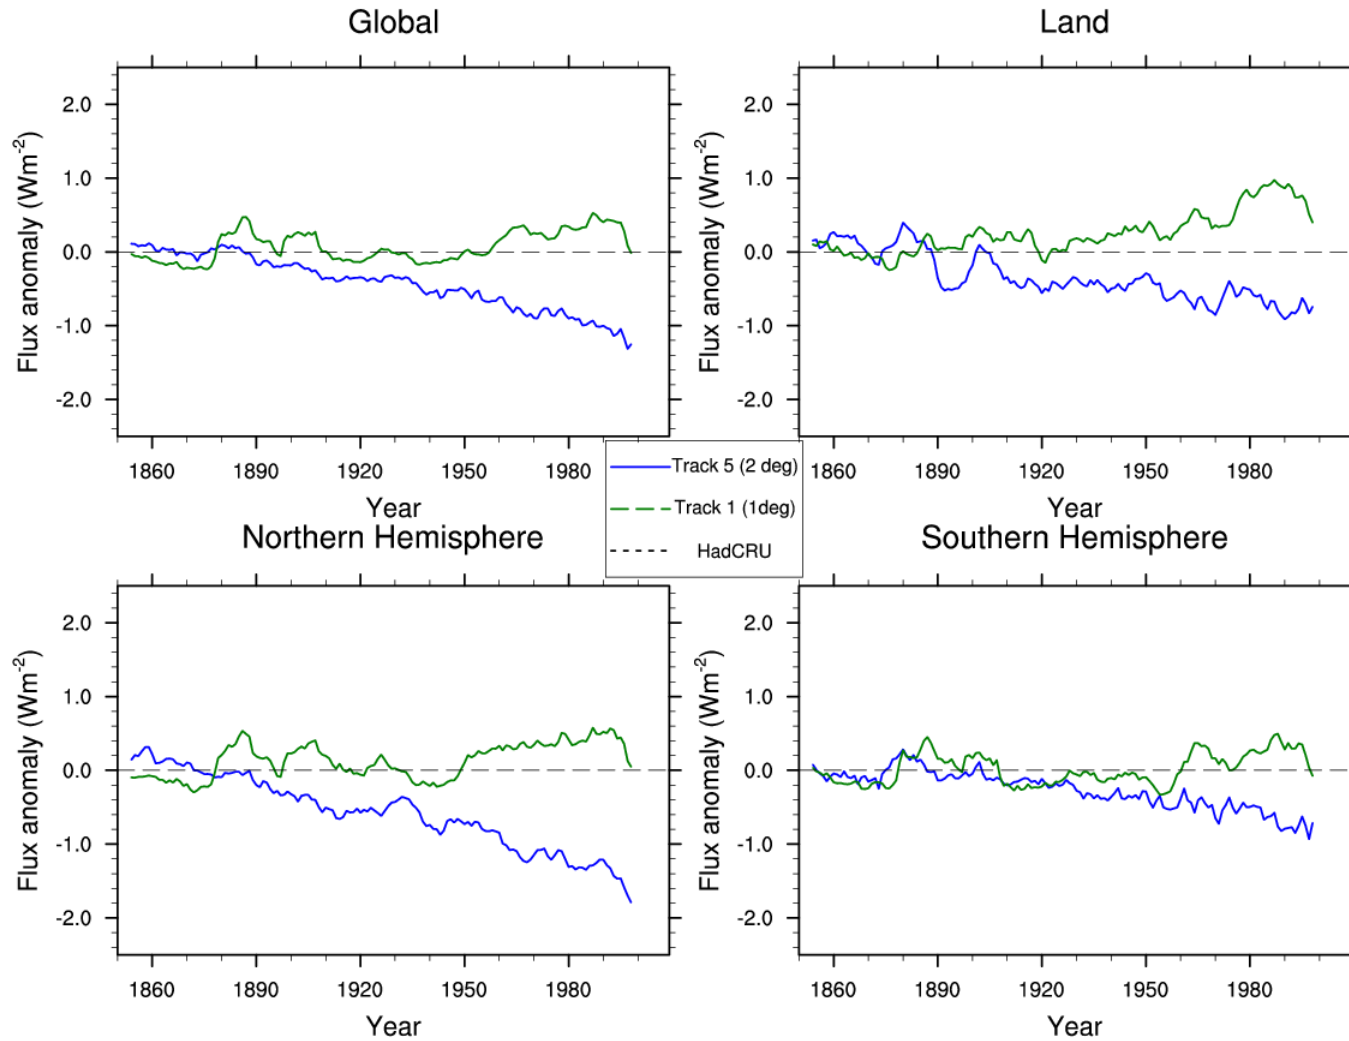 Global
Flux anomaly (Wm-2)
2.0
1.0
0.0
-1.0
-2.0
1860 1890 1920 1950 1980
Year
Land
Flux anomaly (Wm-2)
2.0
1.0
0.0
-1.0
-2.0
1860 1890 1920 1950 1980
Year
Track 5 (2 deg)
Track 1 (1deg)
HadCRU
Northern Hemisphere
Flux anomaly (Wm-2)
2.0
1.0
0.0
-1.0
-2.0
1860 1890 1920 1950 1980
Year
Southern Hemisphere
Flux anomaly (Wm-2)
2.0
1.0
0.0
-1.0
-2.0
1860 1890 1920 1950 1980
Year